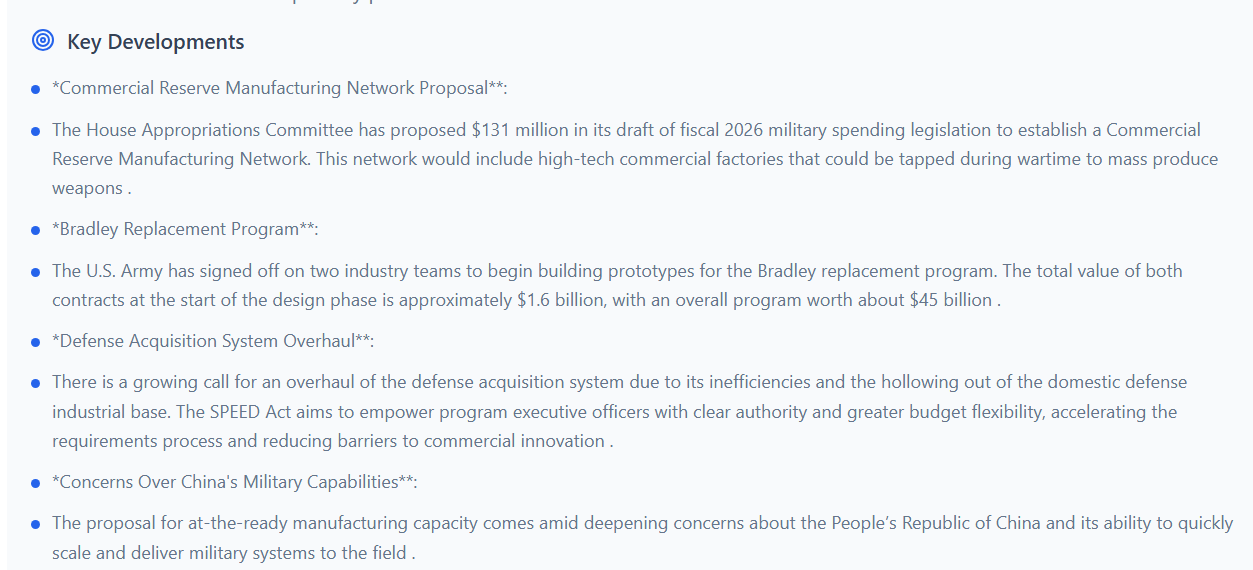 Key Developments
*Commercial Reserve Manufacturing Network Proposal**:
The House Appropriations Committee has proposed $131 million in its draft of fiscal 2026 military spending legislation to establish a Commercial
Reserve Manufacturing Network. This network would include high-tech commercial factories that could be tapped during wartime to mass produce
weapons .
*Bradley Replacement Program**:
The U.S. Army has signed off on two industry teams to begin building prototypes for the Bradley replacement program. The total value of both
contracts at the start of the design phase is approximately $1.6 billion, with an overall program worth about $45 billion .
*Defense Acquisition System Overhaul**:
There is a growing call for an overhaul of the defense acquisition system due to its inefficiencies and the hollowing out of the domestic defense
industrial base. The SPEED Act aims to empower program executive officers with clear authority and greater budget flexibility, accelerating the
requirements process and reducing barriers to commercial innovation .
*Concerns Over China's Military Capabilities**:
The proposal for at-the-ready manufacturing capacity comes amid deepening concerns about the People’s Republic of China and its ability to quickly
scale and deliver military systems to the field .